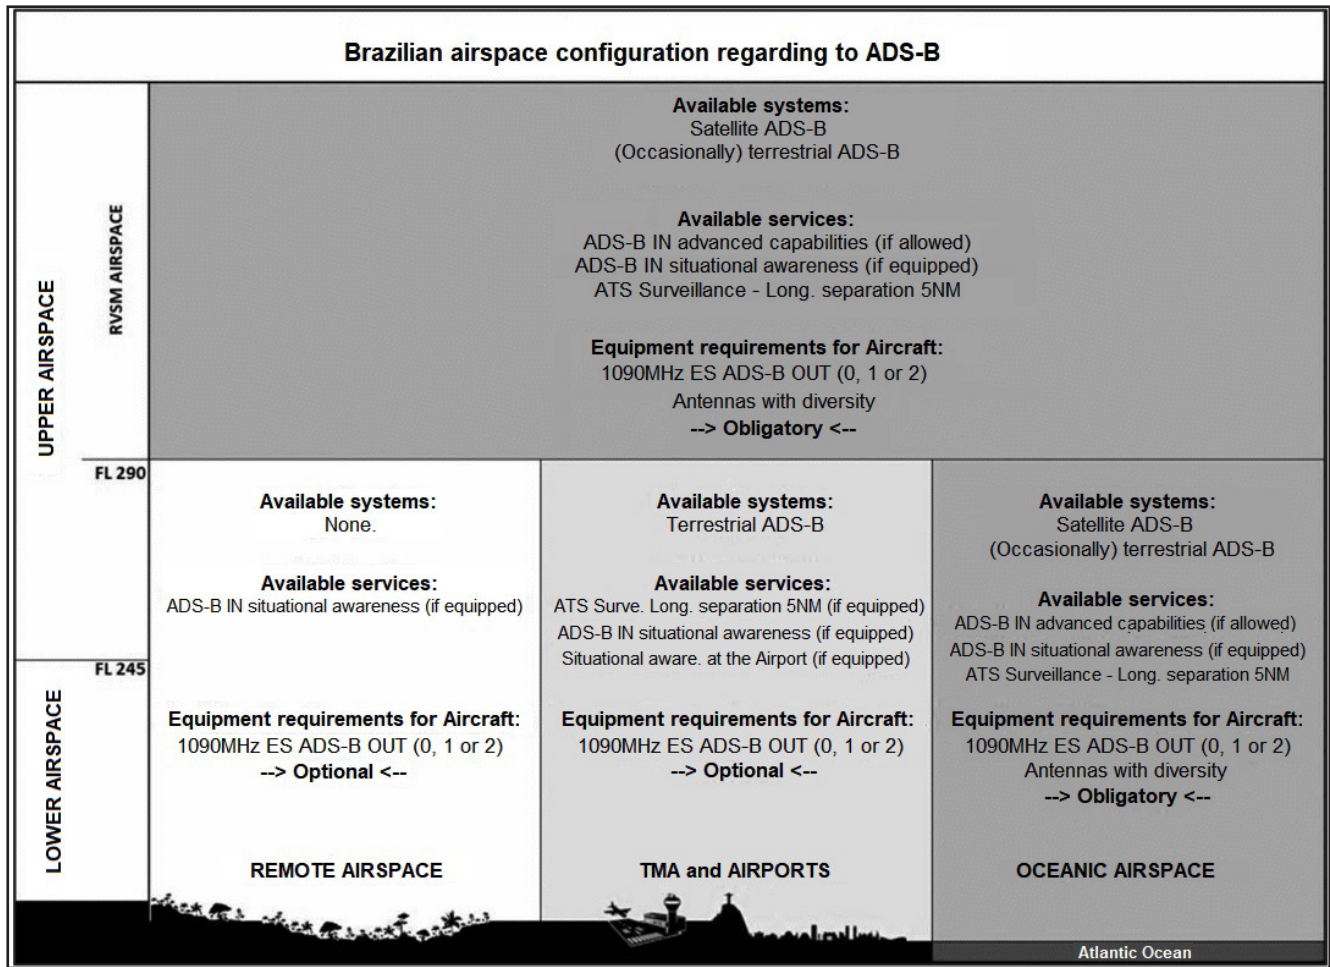 Brazilian airspace configuration regarding to ADS-B
UPPER AIRSPACE
RVSM AIRSPACE
Available systems:
Satellite ADS-B
(Occasionally) terrestrial ADS-B
Available services:
ADS-B IN advanced capabilities (if allowed)
ADS-B IN situational awareness (if equipped)
ATS Surveillance - Long. separation 5NM
Equipment requirements for Aircraft:
1090MHz ES ADS-B OUT (0, 1 or 2)
Antennas with diversity
--> Obligatory <--
FL 290
FL 245
LOWER AIRSPACE
Available systems:
None.
Available services:
ADS-B IN situational awareness (if equipped)
Equipment requirements for Aircraft:
1090MHz ES ADS-B OUT (0, 1 or 2)
--> Optional <--
REMOTE AIRSPACE
Available systems:
Terrestrial ADS-B
Available services:
ATS Surve. Long. separation 5NM (if equipped)
ADS-B IN situational awareness (if equipped)
Situational aware. at the Airport (if equipped)
Equipment requirements for Aircraft:
1090MHz ES ADS-B OUT (0, 1 or 2)
--> Optional <--
TMA and AIRPORTS
Available systems:
Satellite ADS-B
(Occasionally) terrestrial ADS-B
Available services:
ADS-B IN advanced capabilities (if allowed)
ADS-B IN situational awareness (if equipped)
ATS Surveillance - Long. separation 5NM
Equipment requirements for Aircraft:
1090MHz ES ADS-B OUT (0, 1 or 2)
Antennas with diversity
--> Obligatory <--
OCEANIC AIRSPACE
Atlantic Ocean